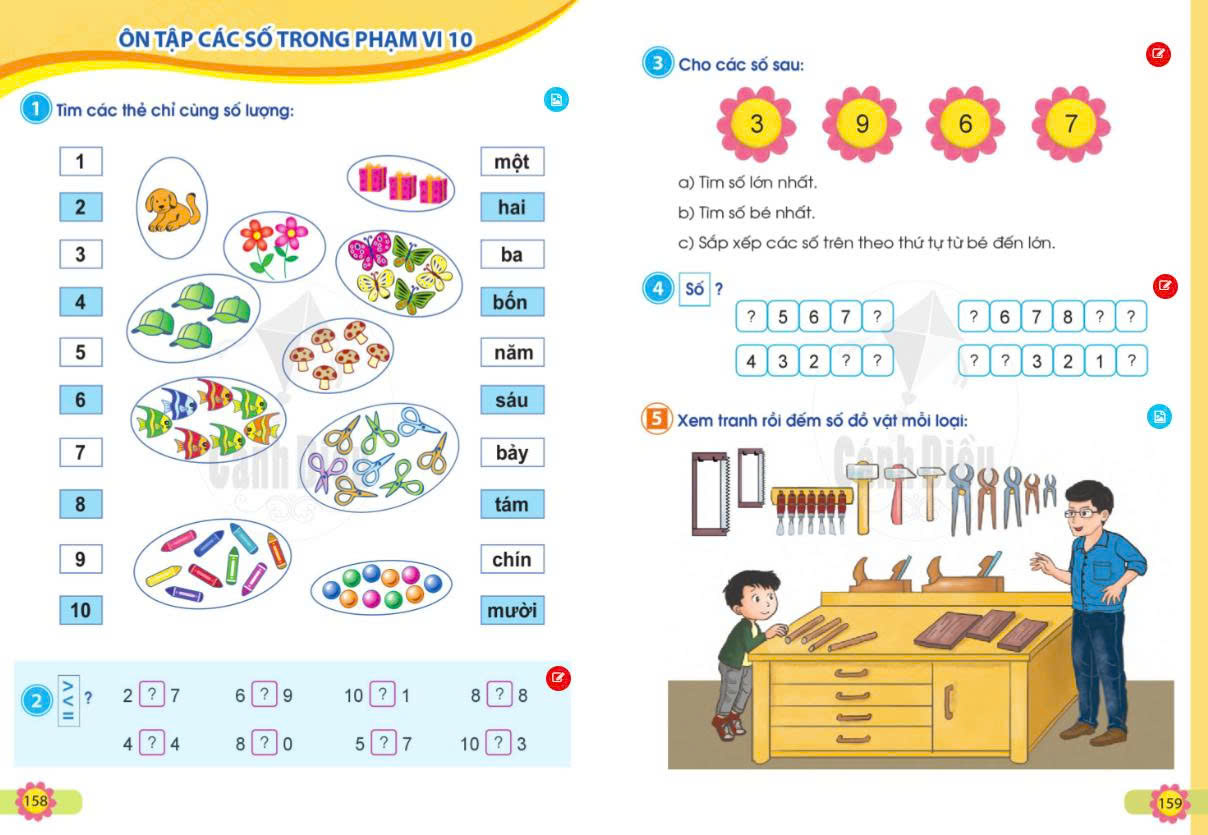 ÔN TẬP CÁC SỐ TRONG PHẠM VI 10
1 Tìm các thẻ chỉ cùng số lượng:
1 một
2 hai
3 ba
4 bốn
5 năm
6 sáu
7 bảy
8 tám
9 chín
10 mười
Cánh Diều
2 > < = ?
2 ? 7 6 ? 9 10 ? 1 8 ? 8
4 ? 4 8 ? 0 5 ? 7 10 ? 3
158
3 Cho các số sau:
3 9 6 7
a) Tìm số lớn nhất.
b) Tìm số bé nhất.
c) Sắp xếp các số trên theo thứ tự từ bé đến lớn.
4 Số ?
? 5 6 7 ? ? 6 7 8 ? ?
4 3 2 ? ? ? ? 3 2 1 ?
5 Xem tranh rồi đếm số đồ vật mỗi loại:
Cánh Diều
159